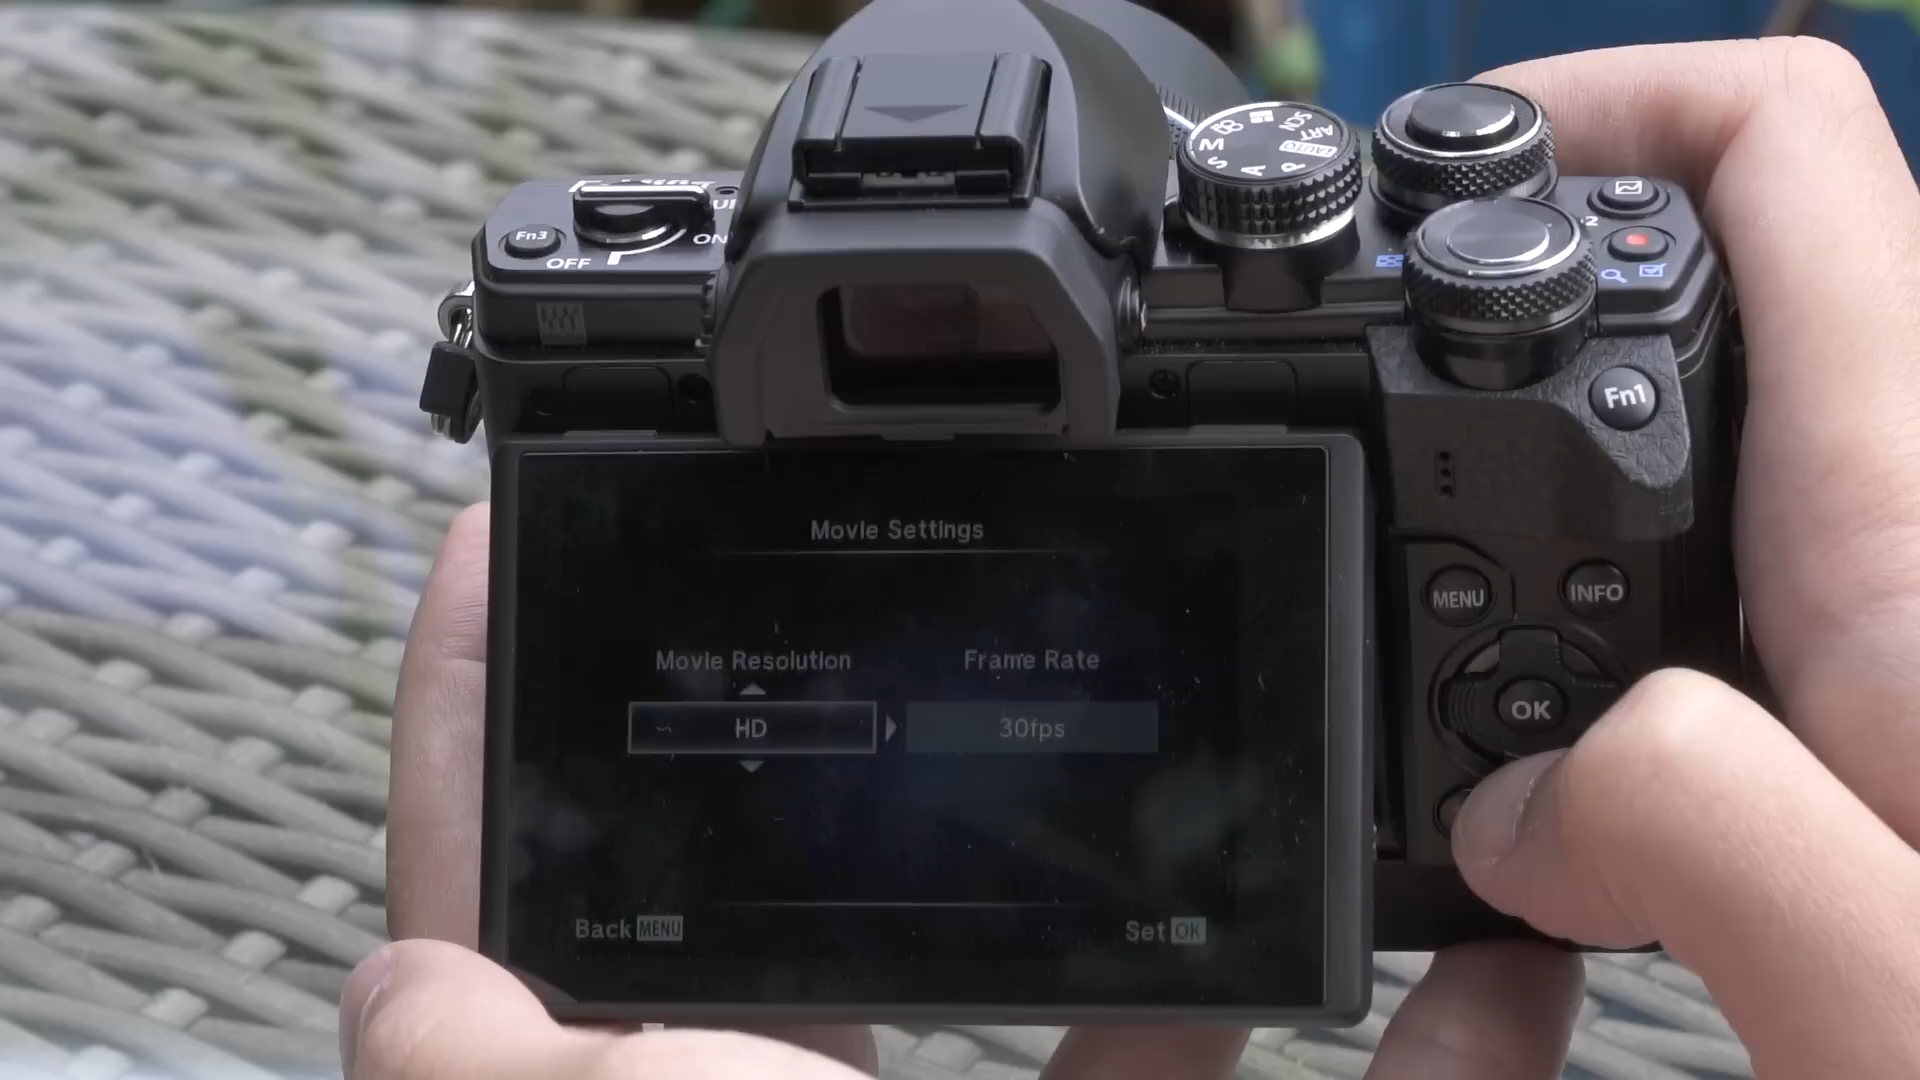 SCN
ART
M
iAUTO
S
A
P
Fn3
ON
OFF
Fn1
Movie Settings
MENU
INFO
Movie Resolution
Frame Rate
HD
30fps
OK
Back MENU
Set OK